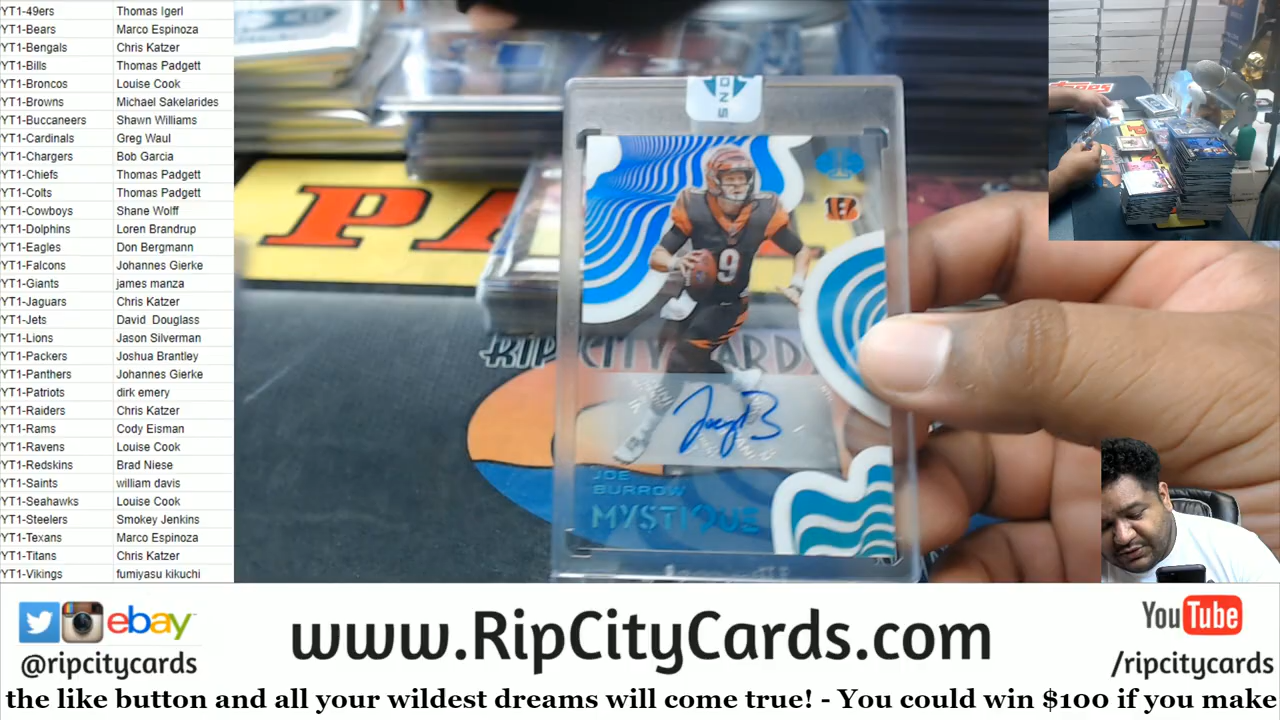 YT1-49ers Thomas Igerl
YT1-Bears Marco Espinoza
YT1-Bengals Chris Katzer
YT1-Bills Thomas Padgett
YT1-Broncos Louise Cook
YT1-Browns Michael Sakelarides
YT1-Buccaneers Shawn Williams
YT1-Cardinals Greg Waul
YT1-Chargers Bob Garcia
YT1-Chiefs Thomas Padgett
YT1-Colts Thomas Padgett
YT1-Cowboys Shane Wolff
YT1-Dolphins Loren Brandrup
YT1-Eagles Don Bergmann
YT1-Falcons Johannes Gierke
YT1-Giants james manza
YT1-Jaguars Chris Katzer
YT1-Jets David Douglass
YT1-Lions Jason Silverman
YT1-Packers Joshua Brantley
YT1-Panthers Johannes Gierke
YT1-Patriots dirk emery
YT1-Raiders Chris Katzer
YT1-Rams Cody Eisman
YT1-Ravens Louise Cook
YT1-Redskins Brad Niese
YT1-Saints william davis
YT1-Seahawks Louise Cook
YT1-Steelers Smokey Jenkins
YT1-Texans Marco Espinoza
YT1-Titans Chris Katzer
YT1-Vikings fumiyasu kikuchi
PA
B
9
RIP CITY CARD
JOE
BURROW
MYSTIQUE
ebay
@ripcitycards
www.RipCityCards.com
YouTube
/ripcitycards
the like button and all your wildest dreams will come true! - You could win $100 if you make